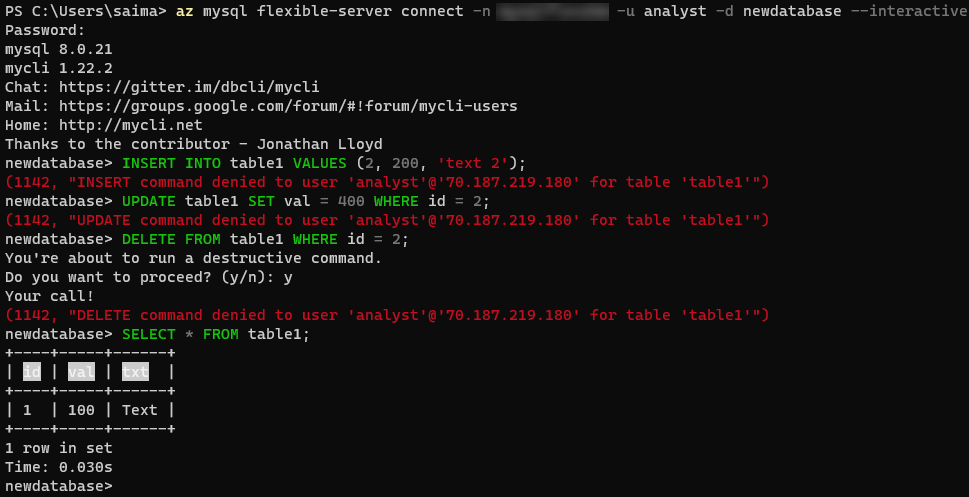 PS C:\Users\saima> az mysql flexible-server connect -n -u analyst -d newdatabase --interactive
Password:
mysql 8.0.21
mycli 1.22.2
Chat: https://gitter.im/dbcli/mycli
Mail: https://groups.google.com/forum/#!forum/mycli-users
Home: http://mycli.net
Thanks to the contributor - Jonathan Lloyd
newdatabase> INSERT INTO table1 VALUES (2, 200, 'text 2');
(1142, "INSERT command denied to user 'analyst'@'70.187.219.180' for table 'table1'")
newdatabase> UPDATE table1 SET val = 400 WHERE id = 2;
(1142, "UPDATE command denied to user 'analyst'@'70.187.219.180' for table 'table1'")
newdatabase> DELETE FROM table1 WHERE id = 2;
You're about to run a destructive command.
Do you want to proceed? (y/n): y
Your call!
(1142, "DELETE command denied to user 'analyst'@'70.187.219.180' for table 'table1'")
newdatabase> SELECT * FROM table1;
+----+-----+------+
| id | val | txt  |
+----+-----+------+
| 1  | 100 | Text |
+----+-----+------+
1 row in set
Time: 0.030s
newdatabase>